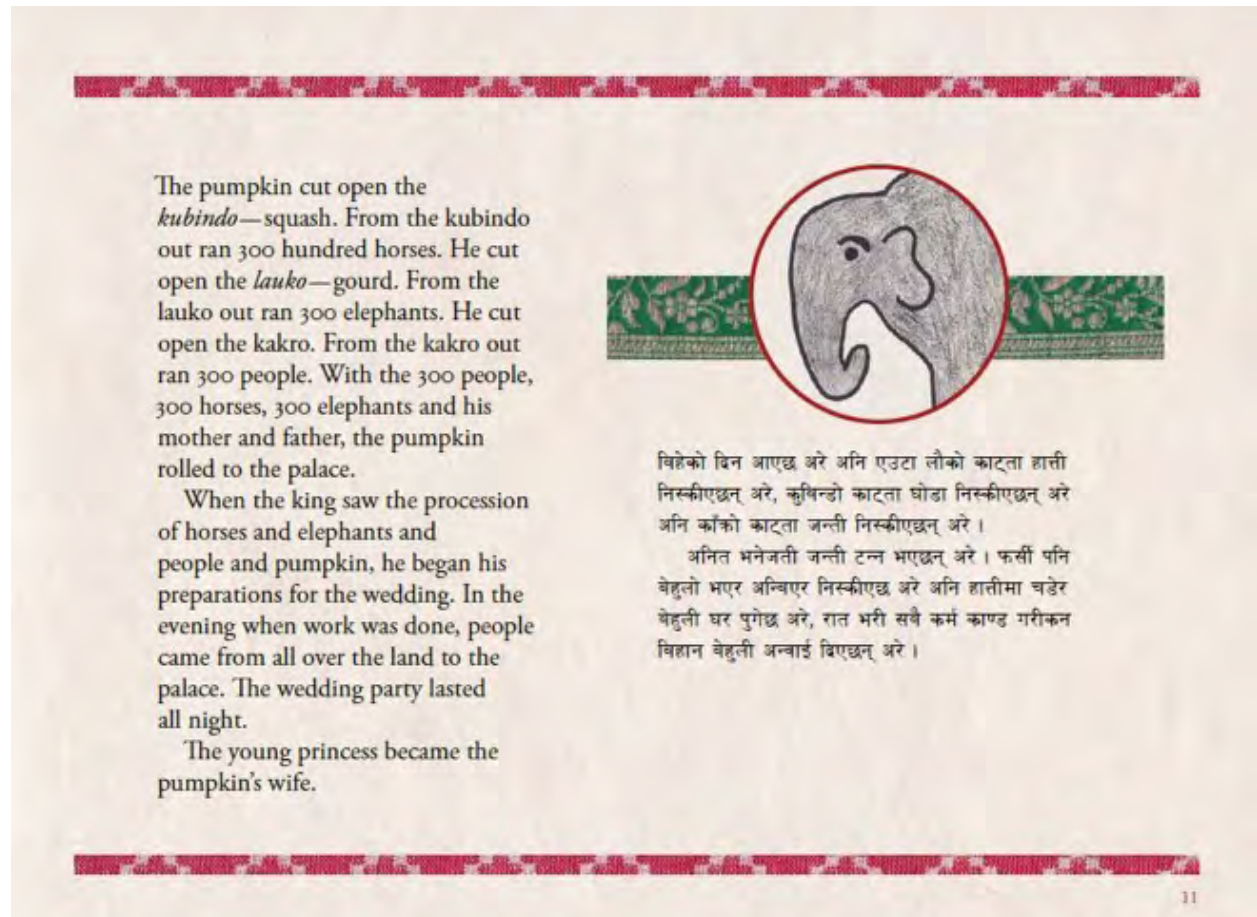 The pumpkin cut open the
kubindo—squash. From the kubindo
out ran 300 hundred horses. He cut
open the lauko—gourd. From the
lauko out ran 300 elephants. He cut
open the kakro. From the kakro out
ran 300 people. With the 300 people,
300 horses, 300 elephants and his
mother and father, the pumpkin
rolled to the palace.
When the king saw the procession
of horses and elephants and
people and pumpkin, he began his
preparations for the wedding. In the
evening when work was done, people
came from all over the land to the
palace. The wedding party lasted
all night.
The young princess became the
pumpkin's wife.
विहेको दिन आएछ अरे अनि एउटा लौको काट्ता हात्ती
निस्कीएछन् अरे, कुविन्डो काट्ता घोडा निस्कीएछन् अरे
अनि काँक्रो काट्ता जन्ती निस्कीएछन् अरे ।
अनित भनेजती जन्ती टन्न भएछन् अरे । फर्सी पनि
बेहुलो भएर अन्विएर निस्कीएछ अरे अनि हात्तीमा चडेर
बेहुली घर पुगेछ अरे, रात भरी सबै कर्म काण्ड गरीकन
विहान बेहुली अन्वाई दिएछन् अरे ।
11